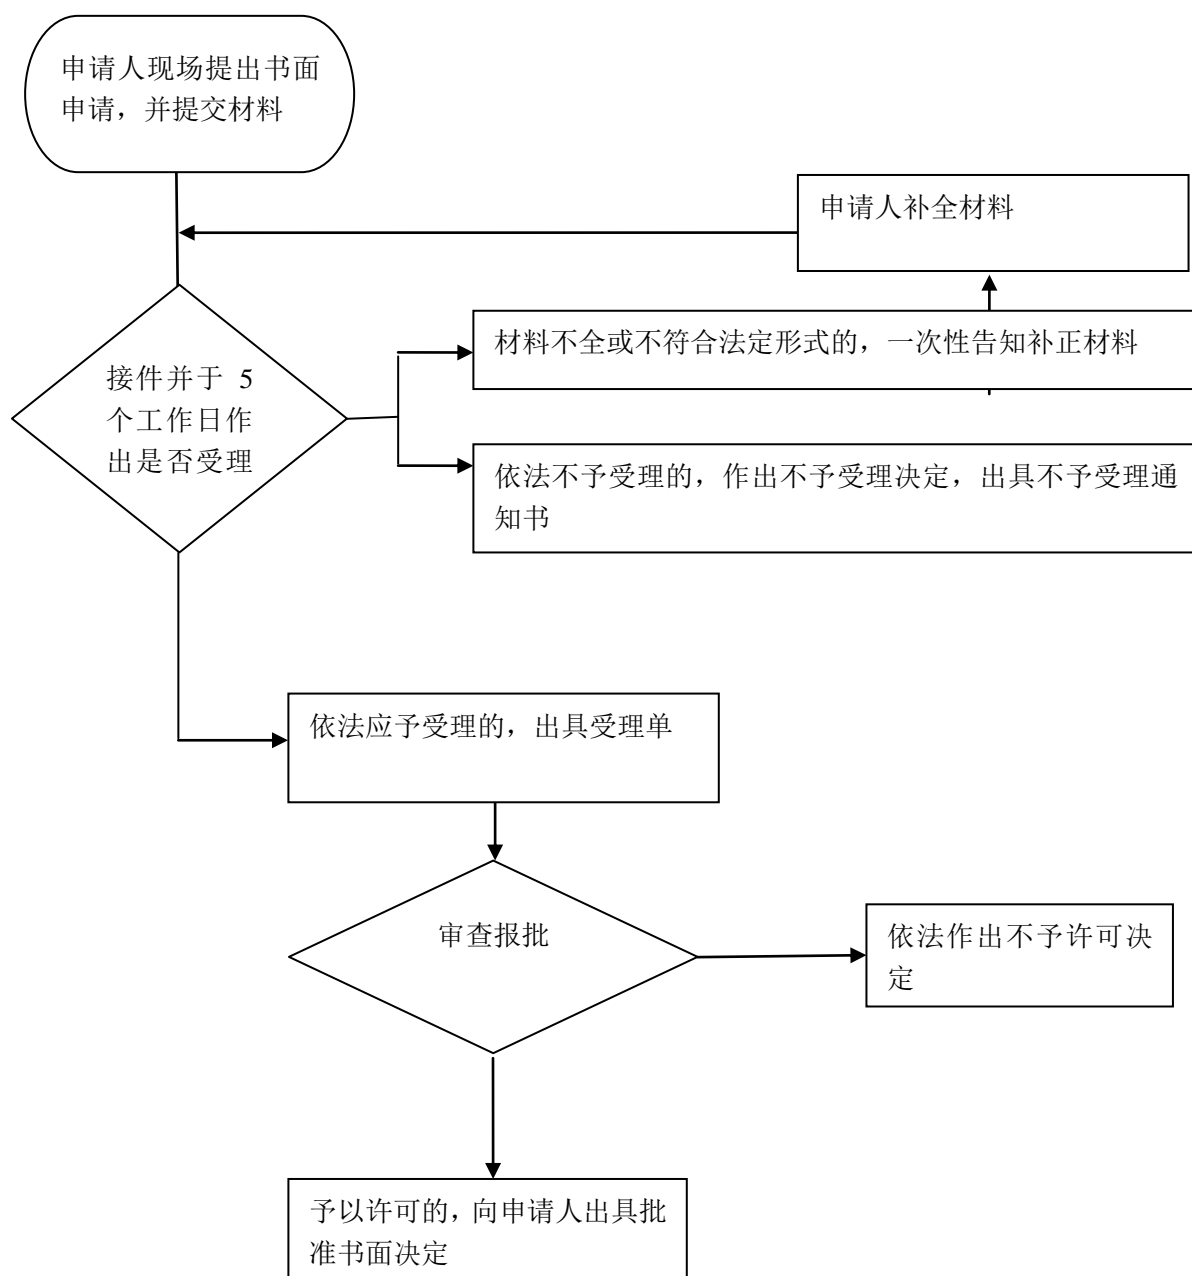 申请人现场提出书面
申请，并提交材料
申请人补全材料
材料不全或不符合法定形式的，一次性告知补正材料
接件并于 5
个工作日作
出是否受理
依法不予受理的，作出不予受理决定，出具不予受理通
知书
依法应予受理的，出具受理单
审查报批
依法作出不予许可决
定
予以许可的，向申请人出具批
准书面决定